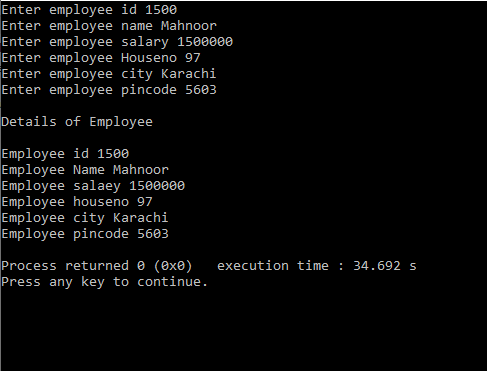 Enter employee id 1500
Enter employee name Mahnoor
Enter employee salary 1500000
Enter employee Houseno 97
Enter employee city Karachi
Enter employee pincode 5603
Details of Employee
Employee id 1500
Employee Name Mahnoor
Employee salaey 1500000
Employee houseno 97
Employee city Karachi
Employee pincode 5603
Process returned 0 (0x0)   execution time : 34.692 s
Press any key to continue.